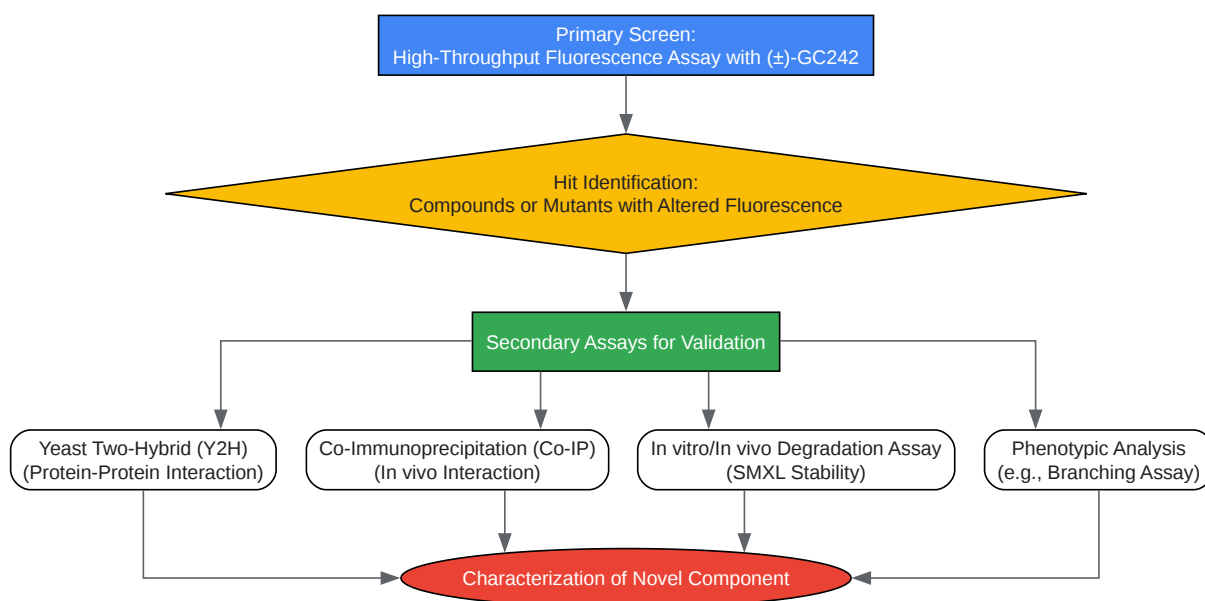 Primary Screen:
High-Throughput Fluorescence Assay with (±)-GC242
Hit Identification:
Compounds or Mutants with Altered Fluorescence
Secondary Assays for Validation
Yeast Two-Hybrid (Y2H)
(Protein-Protein Interaction)
Co-Immunoprecipitation (Co-IP)
(In vivo Interaction)
In vitro/In vivo Degradation Assay
(SMXL Stability)
Phenotypic Analysis
(e.g., Branching Assay)
Characterization of Novel Component